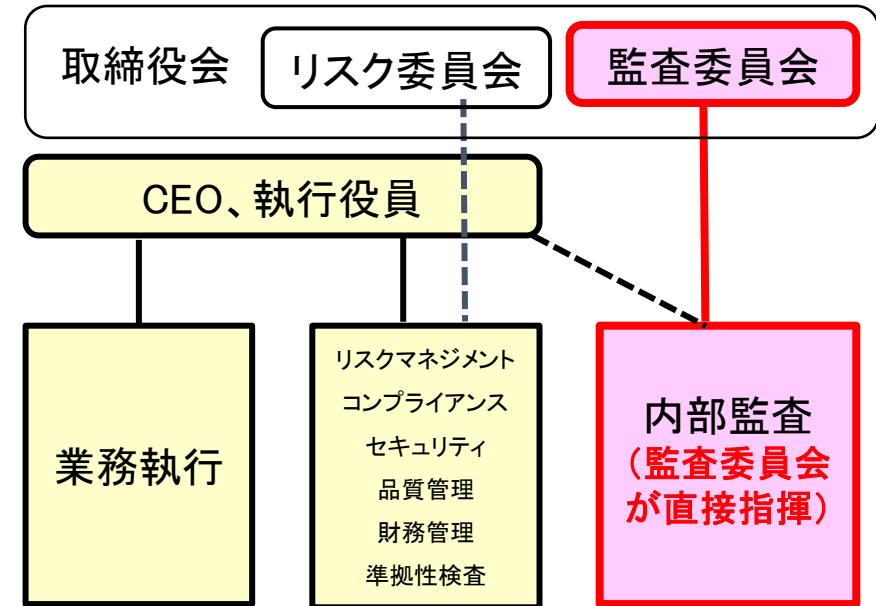 取締役会
リスク委員会
監査委員会
CEO、執行役員
業務執行
リスクマネジメント
コンプライアンス
セキュリティ
品質管理
財務管理
準拠性検査
内部監査
（監査委員会
が直接指揮）